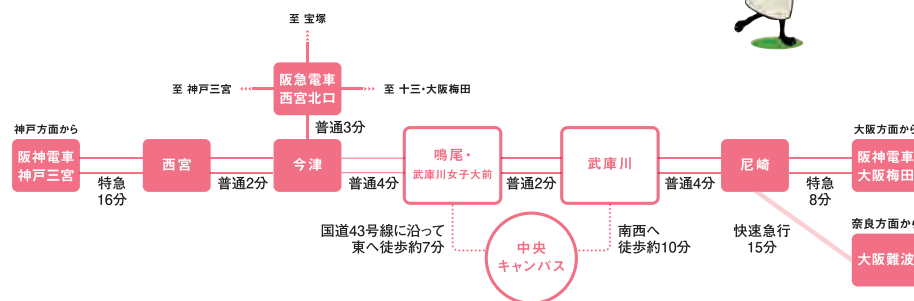 至 宝塚
阪急電車
西宮北口
至 神戸三宮
至 十三・大阪梅田
普通3分
神戸方面から
阪神電車
神戸三宮
特急
16分
西宮
普通2分
今津
普通4分
鳴尾・
武庫川女子大前
普通2分
武庫川
普通4分
尼崎
特急
8分
大阪方面から
阪神電車
大阪梅田
国道43号線に沿って
東へ徒歩約7分
中央
キャンパス
南西へ
徒歩約10分
快速急行
15分
奈良方面から
大阪難波